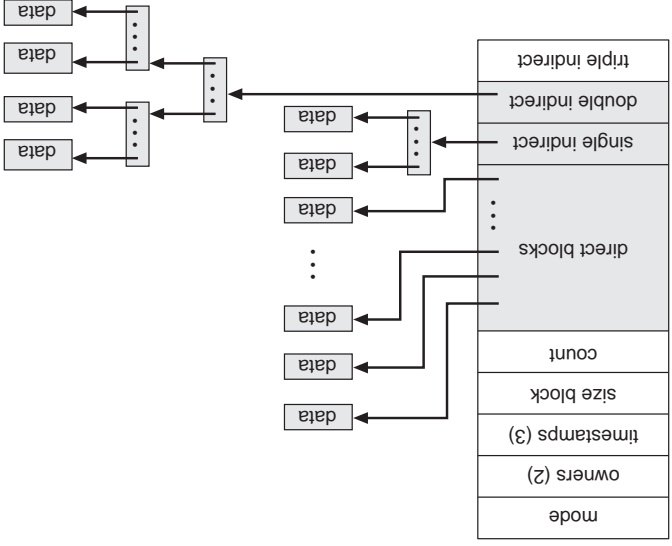 mode
owners (2)
timestamps (3)
size block
count
direct blocks
single indirect
double indirect
triple indirect
data
data
data
data
data
data
data
data
data
data